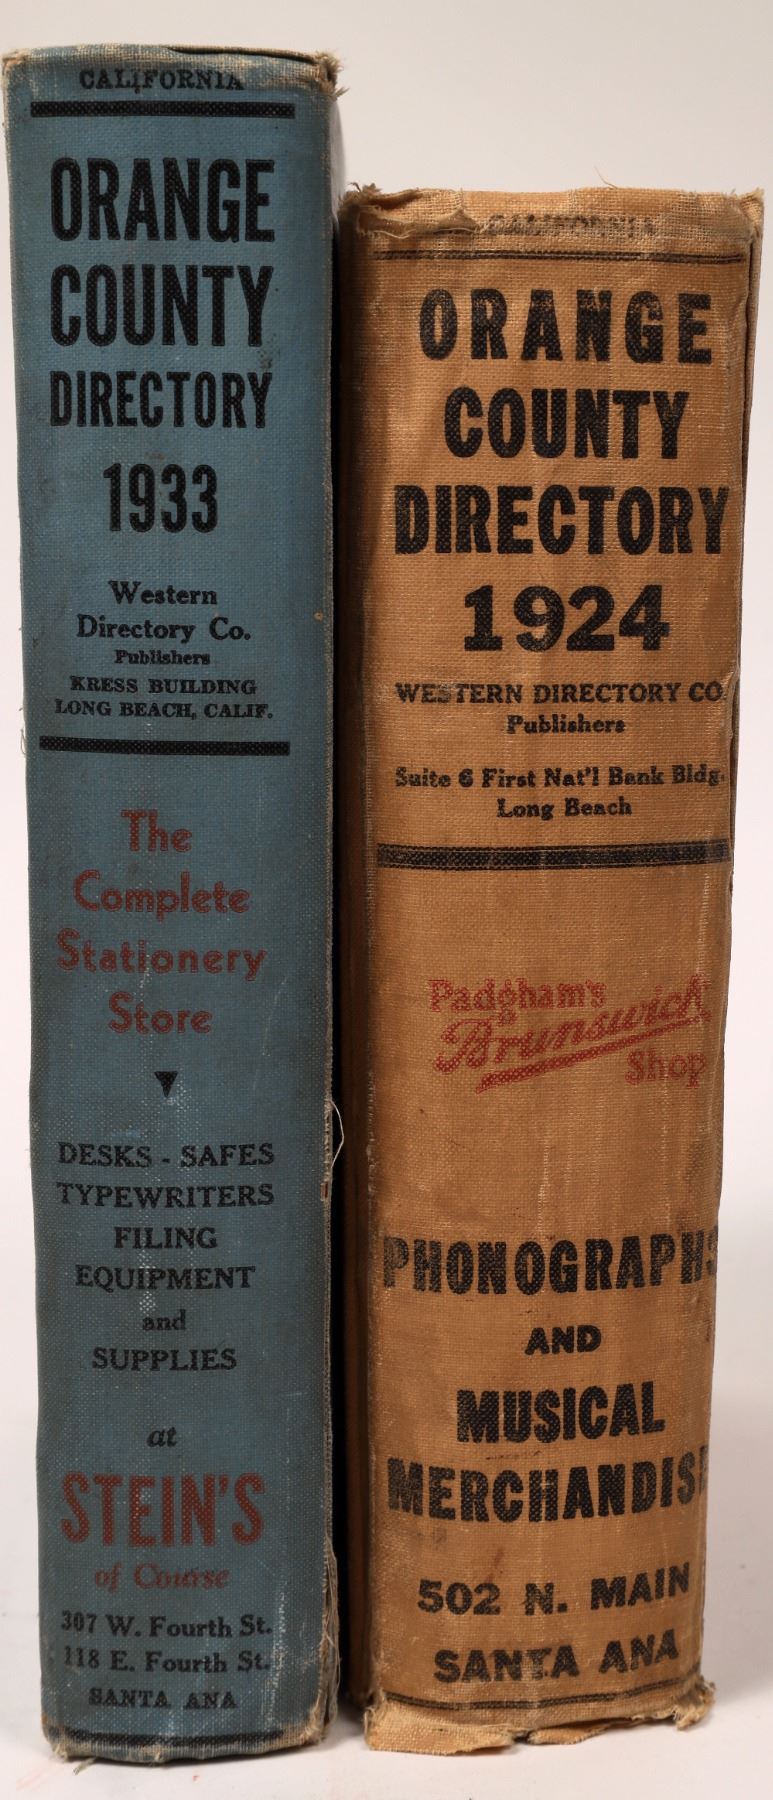 CALIFORNIA
ORANGE
COUNTY
DIRECTORY
1933
Western
Directory Co.
Publishers
KRESS BUILDING
LONG BEACH, CALIF.
The
Complete
Stationery
Store
DESKS - SAFES
TYPEWRITERS
FILING
EQUIPMENT
and
SUPPLIES
at
STEIN'S
of Course
307 W. Fourth St.
118 E. Fourth St.
SANTA ANA
CALIFORNIA
ORANGE
COUNTY
DIRECTORY
1924
WESTERN DIRECTORY CO
Publishers
Suite 6 First Nat'l Bank Bldg.
Long Beach
Padgham's
Brunswick
Shop
PHONOGRAPHS
AND
MUSICAL
MERCHANDISE
502 N. MAIN
SANTA ANA